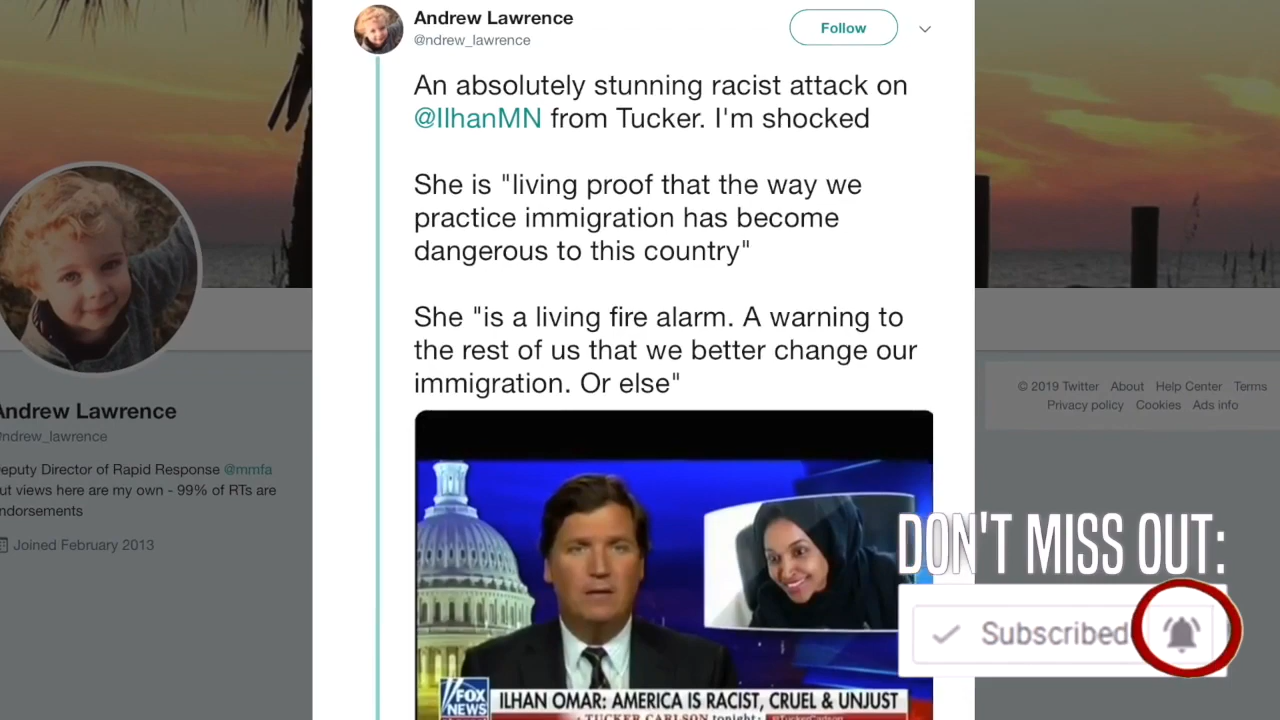 Andrew Lawrence
@ndrew_lawrence
Follow
An absolutely stunning racist attack on
@IlhanMN from Tucker. I'm shocked
She is "living proof that the way we
practice immigration has become
dangerous to this country"
She "is a living fire alarm. A warning to
the rest of us that we better change our
immigration. Or else"
Andrew Lawrence
ndrew_lawrence
eputy Director of Rapid Response @mmfa
ut views here are my own - 99% of RTs are
ndorsements
Joined February 2013
© 2019 Twitter About Help Center Terms
Privacy policy Cookies Ads info
DON'T MISS OUT:
Subscribed
FOX
NEWS
ILHAN OMAR: AMERICA IS RACIST, CRUEL & UNJUST
TUCKER CARLSON tonight
@TuckerCarlson